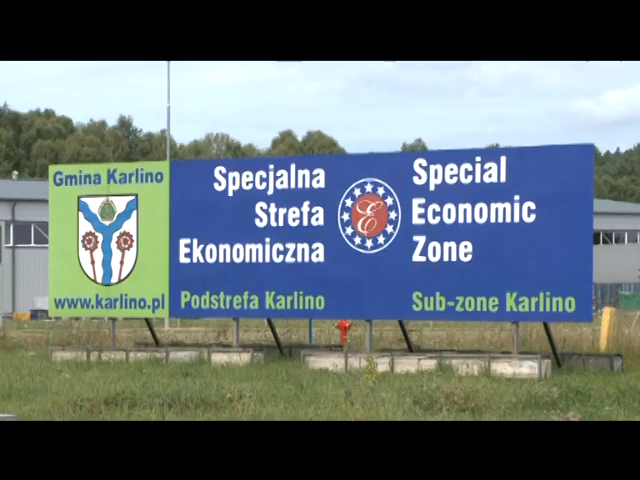 Gmina Karlino
www.karlino.pl
Specjalna
Strefa
Ekonomiczna
Podstrefa Karlino
E
Special
Economic
Zone
Sub-zone Karlino